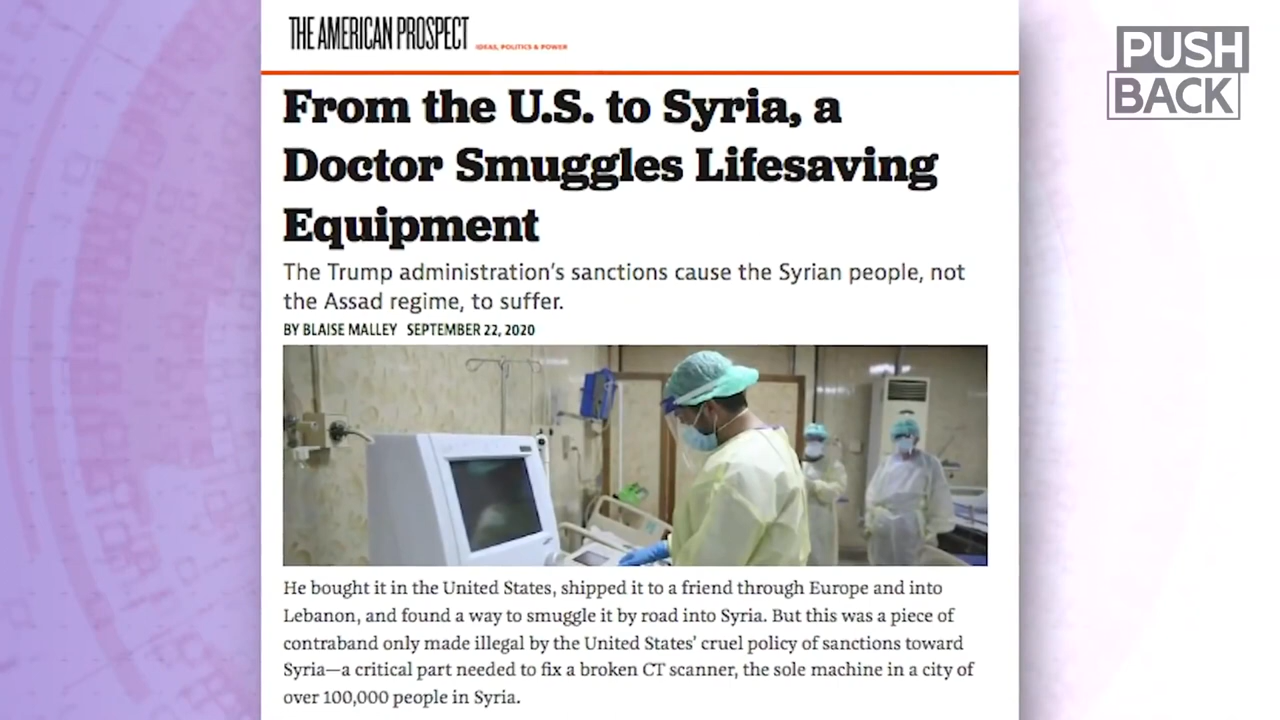 THE AMERICAN PROSPECT
IDEAS, POLITICS & POWER
PUSH
BACK
From the U.S. to Syria, a
Doctor Smuggles Lifesaving
Equipment
The Trump administration's sanctions cause the Syrian people, not
the Assad regime, to suffer.
BY BLAISE MALLEY SEPTEMBER 22, 2020
He bought it in the United States, shipped it to a friend through Europe and into
Lebanon, and found a way to smuggle it by road into Syria. But this was a piece of
contraband only made illegal by the United States' cruel policy of sanctions toward
Syria—a critical part needed to fix a broken CT scanner, the sole machine in a city of
over 100,000 people in Syria.